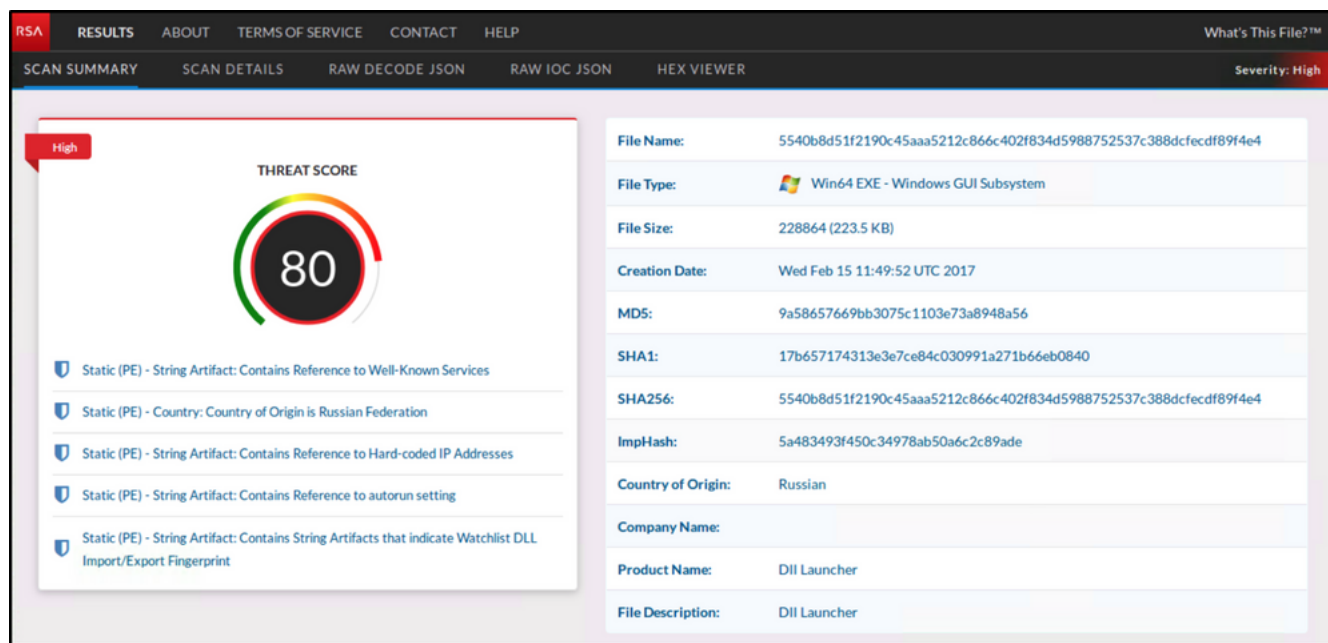 RSA RESULTS ABOUT TERMS OF SERVICE CONTACT HELP What's This File?™
SCAN SUMMARY SCAN DETAILS RAW DECODE JSON RAW IOC JSON HEX VIEWER Severity: High
High
THREAT SCORE
80
Static (PE) - String Artifact: Contains Reference to Well-Known Services
Static (PE) - Country: Country of Origin is Russian Federation
Static (PE) - String Artifact: Contains Reference to Hard-coded IP Addresses
Static (PE) - String Artifact: Contains Reference to autorun setting
Static (PE) - String Artifact: Contains String Artifacts that indicate Watchlist DLL
Import/Export Fingerprint
File Name: 5540b8d51f2190c45aaa5212c866c402f834d5988752537c388dcfecdf89f4e4
File Type: Win64 EXE - Windows GUI Subsystem
File Size: 228864 (223.5 KB)
Creation Date: Wed Feb 15 11:49:52 UTC 2017
MD5: 9a58657669bb3075c1103e73a8948a56
SHA1: 17b657174313e3e7ce84c030991a271b66eb0840
SHA256: 5540b8d51f2190c45aaa5212c866c402f834d5988752537c388dcfecdf89f4e4
ImpHash: 5a483493f450c34978ab50a6c2c89ade
Country of Origin: Russian
Company Name:
Product Name: Dll Launcher
File Description: Dll Launcher